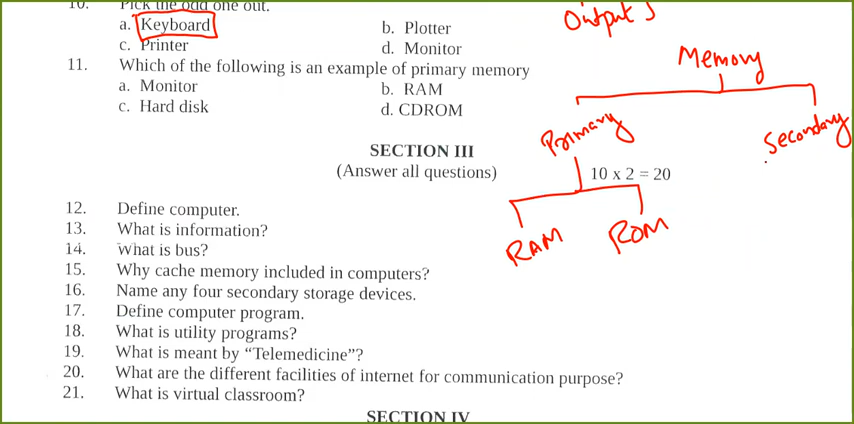 10. Pick the odd one out.
a. Keyboard b. Plotter
c. Printer d. Monitor
Output
11. Which of the following is an example of primary memory
a. Monitor b. RAM
c. Hard disk d. CDROM
Memory
Primary Secondary
RAM ROM
SECTION III
(Answer all questions) 10 x 2 = 20
12. Define computer.
13. What is information?
14. What is bus?
15. Why cache memory included in computers?
16. Name any four secondary storage devices.
17. Define computer program.
18. What is utility programs?
19. What is meant by “Telemedicine”?
20. What are the different facilities of internet for communication purpose?
21. What is virtual classroom?
SECTION IV